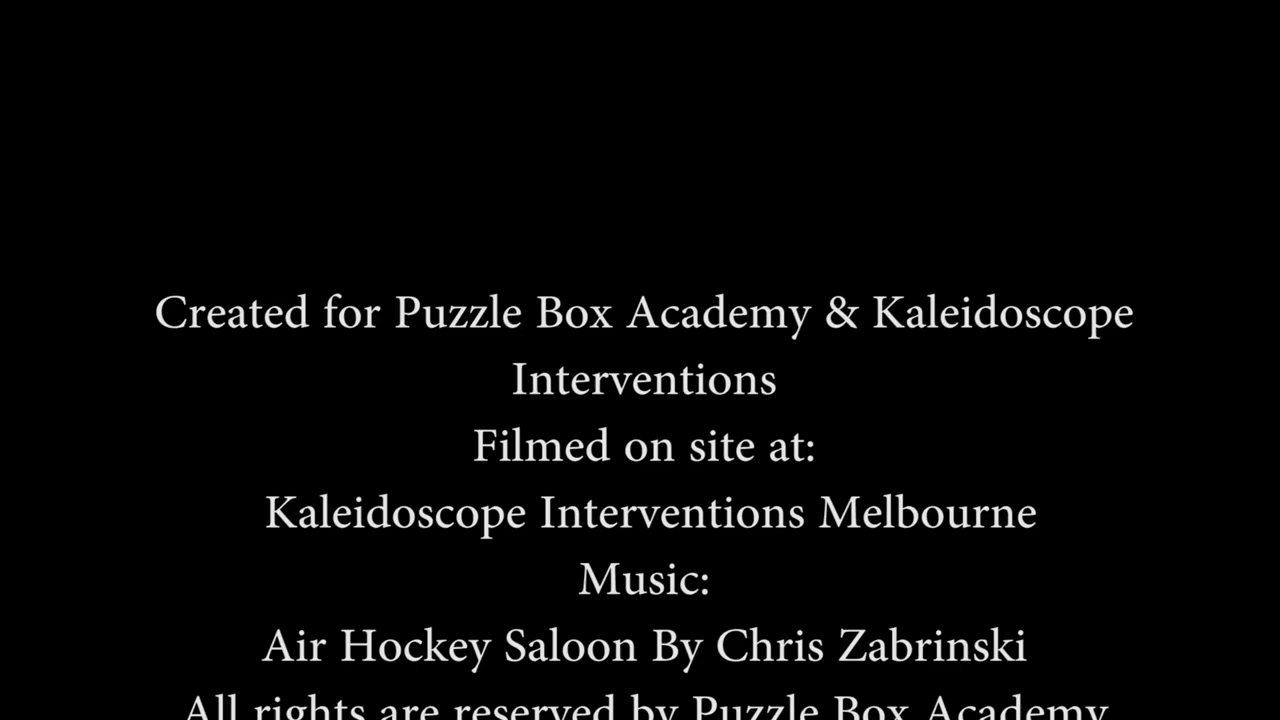 Created for Puzzle Box Academy & Kaleidoscope
Interventions
Filmed on site at:
Kaleidoscope Interventions Melbourne
Music:
Air Hockey Saloon By Chris Zabrinski
All rights are reserved by Puzzle Box Academy